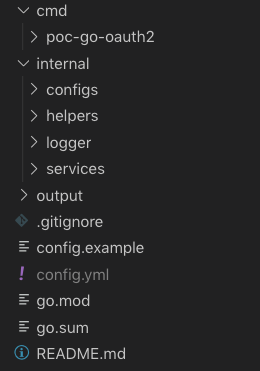 cmd
poc-go-oauth2
internal
configs
helpers
logger
services
output
.gitignore
config.example
config.yml
go.mod
go.sum
README.md